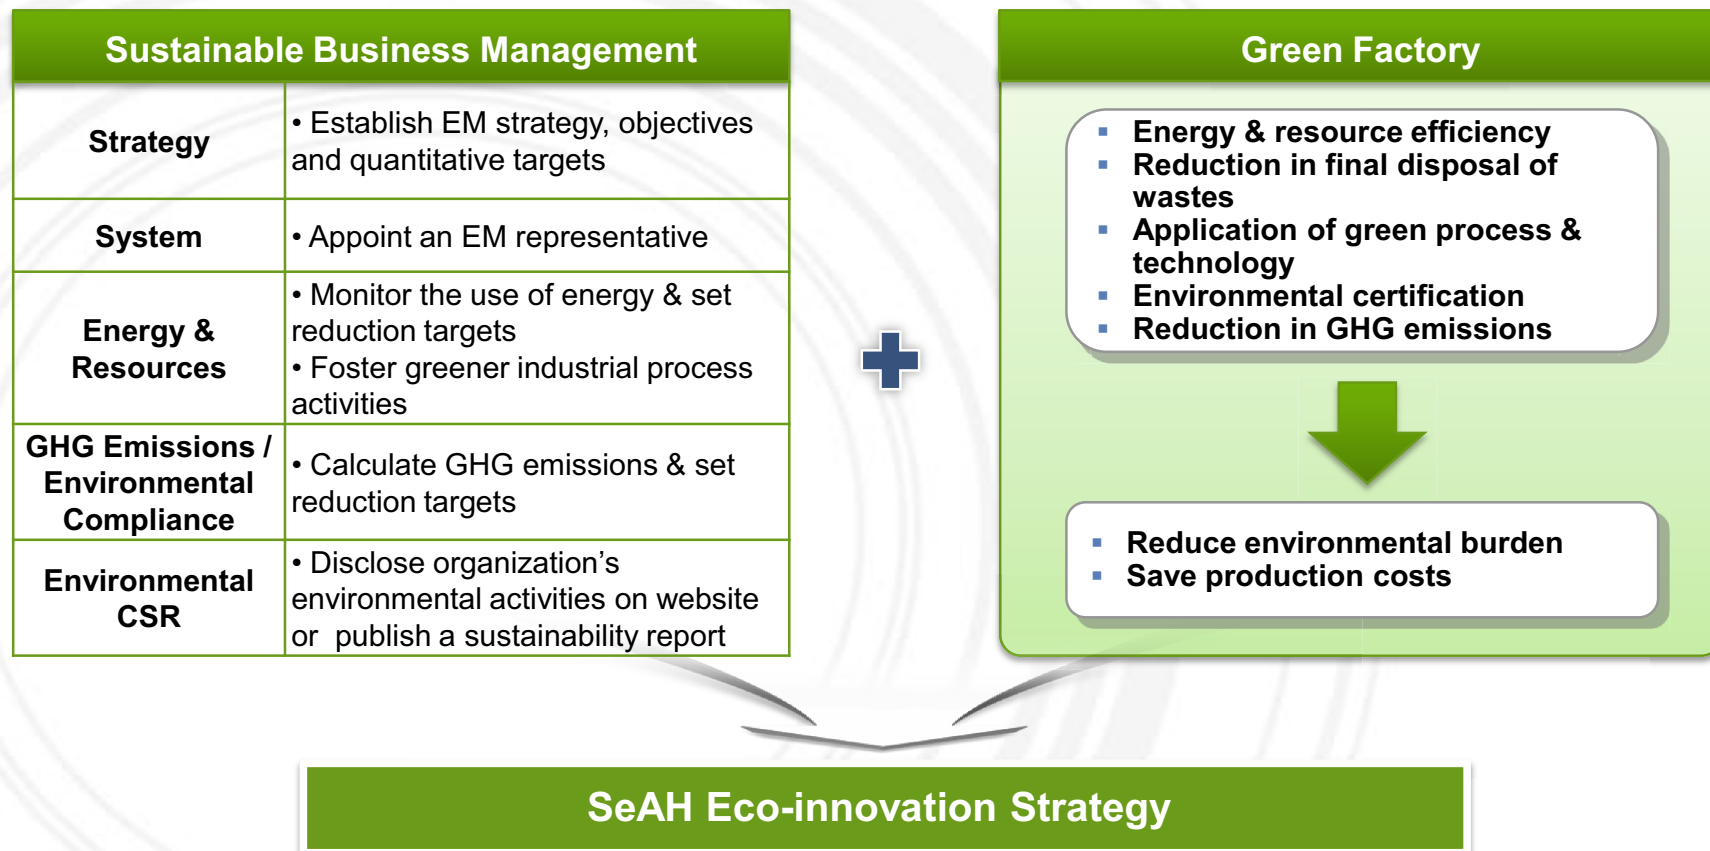 Sustainable Business Management
Strategy
• Establish EM strategy, objectives
and quantitative targets
System
• Appoint an EM representative
Energy &
Resources
• Monitor the use of energy & set
reduction targets
• Foster greener industrial process
activities
GHG Emissions /
Environmental
Compliance
• Calculate GHG emissions & set
reduction targets
Environmental
CSR
• Disclose organization’s
environmental activities on website
or publish a sustainability report
Green Factory
▪ Energy & resource efficiency
▪ Reduction in final disposal of
wastes
▪ Application of green process &
technology
▪ Environmental certification
▪ Reduction in GHG emissions
▪ Reduce environmental burden
▪ Save production costs
SeAH Eco-innovation Strategy